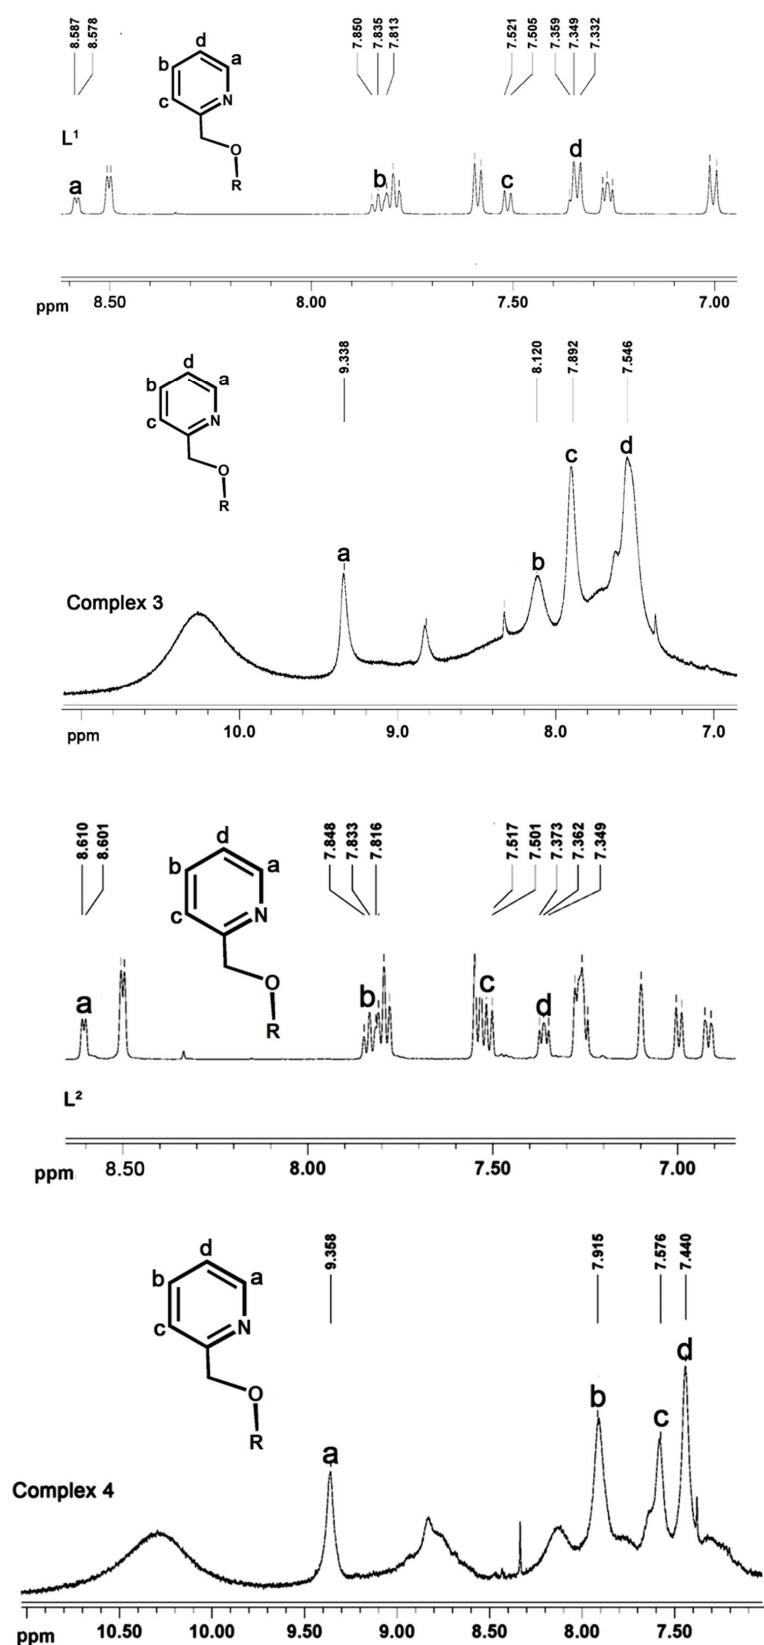 8.587 8.578 7.850 7.835 7.813 7.521 7.505 7.359 7.349 7.332
d
b a
c N
O
R
L¹
a b c d
ppm 8.50 8.00 7.50 7.00
9.338 8.120 7.892 7.546
d
b a
c N
O
R
a b c d
Complex 3
ppm 10.0 9.0 8.0 7.0
8.610 8.601 7.848 7.833 7.816 7.517 7.501 7.373 7.362 7.349
d
b a
c N
O
R
a b c d
L²
ppm 8.50 8.00 7.50 7.00
9.358 7.915 7.576 7.440
d
b a
c N
O
R
a b c d
Complex 4
ppm 10.50 10.00 9.50 9.00 8.50 8.00 7.50